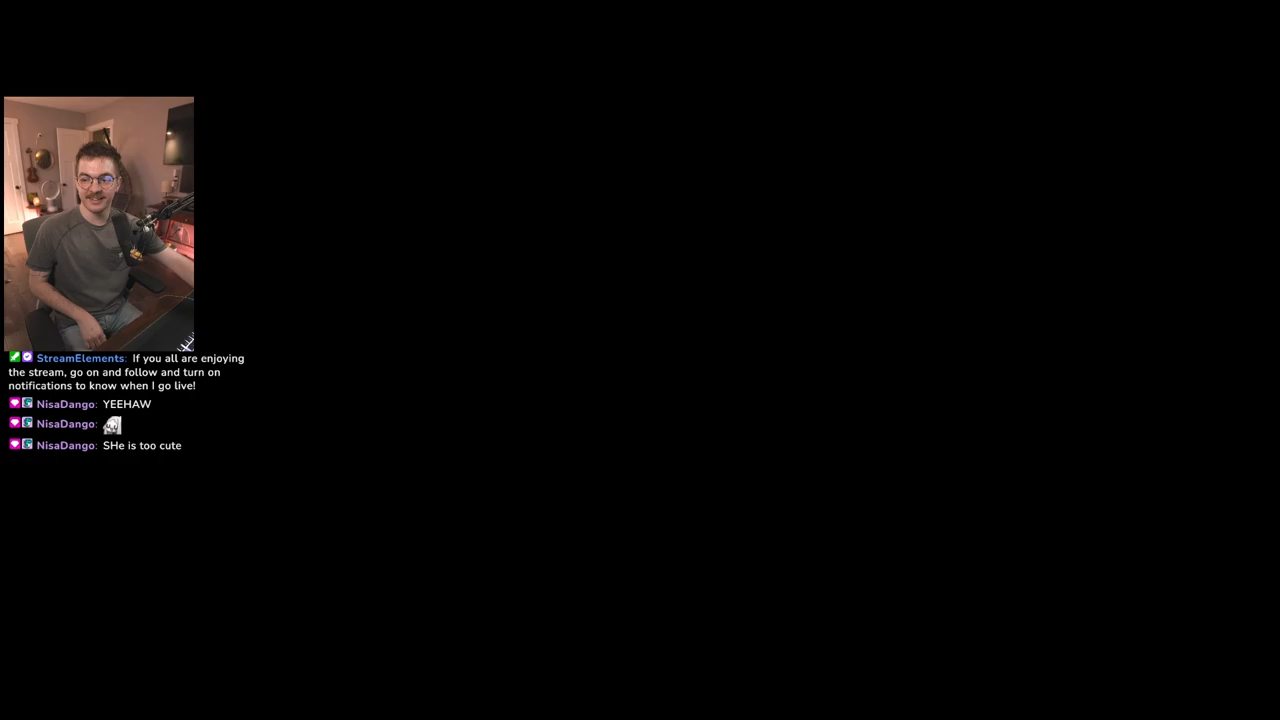 StreamElements: If you all are enjoying
the stream, go on and follow and turn on
notifications to know when I go live!
NisaDango: YEEHAW
NisaDango:
NisaDango: SHe is too cute